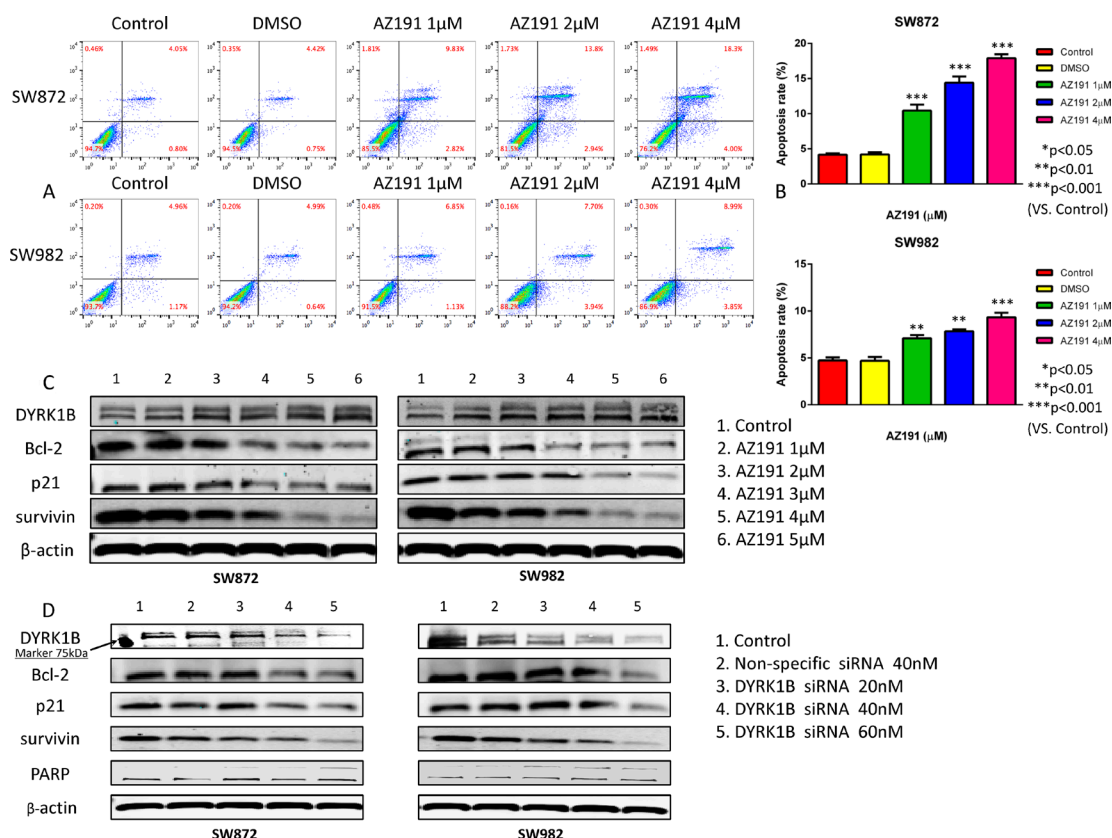 Control DMSO AZ191 1μM AZ191 2μM AZ191 4μM
SW872
0.46% 4.05% 0.35% 4.42% 1.81% 9.83% 1.73% 13.8% 1.49% 18.3%
94.7% 0.80% 94.5% 0.75% 85.5% 2.82% 81.5% 2.94% 76.2% 4.00%
A
Control DMSO AZ191 1μM AZ191 2μM AZ191 4μM
SW982
0.20% 4.96% 0.20% 4.99% 0.48% 6.85% 0.16% 7.70% 0.30% 8.99%
93.7% 1.17% 94.2% 0.64% 91.5% 1.13% 88.2% 3.94% 86.9% 3.85%
B
SW872
Apoptosis rate (%)
20
15
10
5
0
*** *** ***
Control
DMSO
AZ191 1μM
AZ191 2μM
AZ191 4μM
*p<0.05
**p<0.01
***p<0.001
(VS. Control)
AZ191 (μM)
SW982
Apoptosis rate (%)
15
10
5
0
** ** ***
Control
DMSO
AZ191 1μM
AZ191 2μM
AZ191 4μM
*p<0.05
**p<0.01
***p<0.001
(VS. Control)
AZ191 (μM)
C
1 2 3 4 5 6 1 2 3 4 5 6
DYRK1B
Bcl-2
p21
survivin
β-actin
SW872 SW982
1. Control
2. AZ191 1μM
3. AZ191 2μM
4. AZ191 3μM
5. AZ191 4μM
6. AZ191 5μM
D
1 2 3 4 5 1 2 3 4 5
DYRK1B
Marker 75kDa
Bcl-2
p21
survivin
PARP
β-actin
SW872 SW982
1. Control
2. Non-specific siRNA 40nM
3. DYRK1B siRNA 20nM
4. DYRK1B siRNA 40nM
5. DYRK1B siRNA 60nM